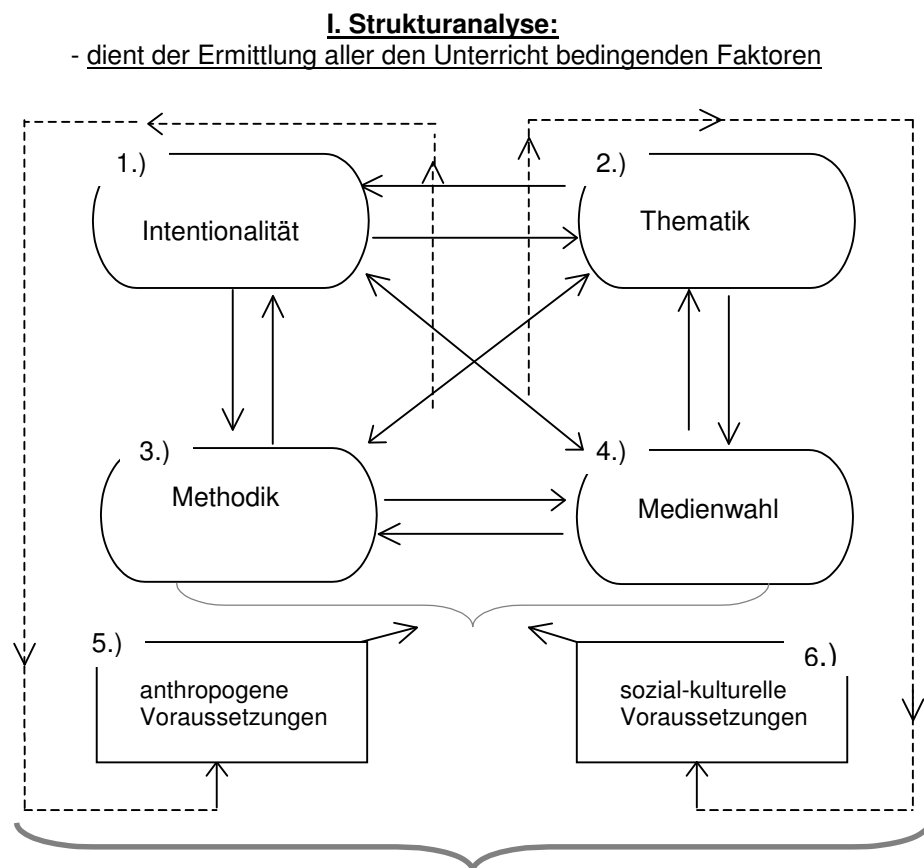 I. Strukturanalyse:
- dient der Ermittlung aller den Unterricht bedingenden Faktoren
1.)
Intentionalität
2.)
Thematik
3.)
Methodik
4.)
Medienwahl
5.)
anthropogene
Voraussetzungen
6.)
sozial-kulturelle
Voraussetzungen